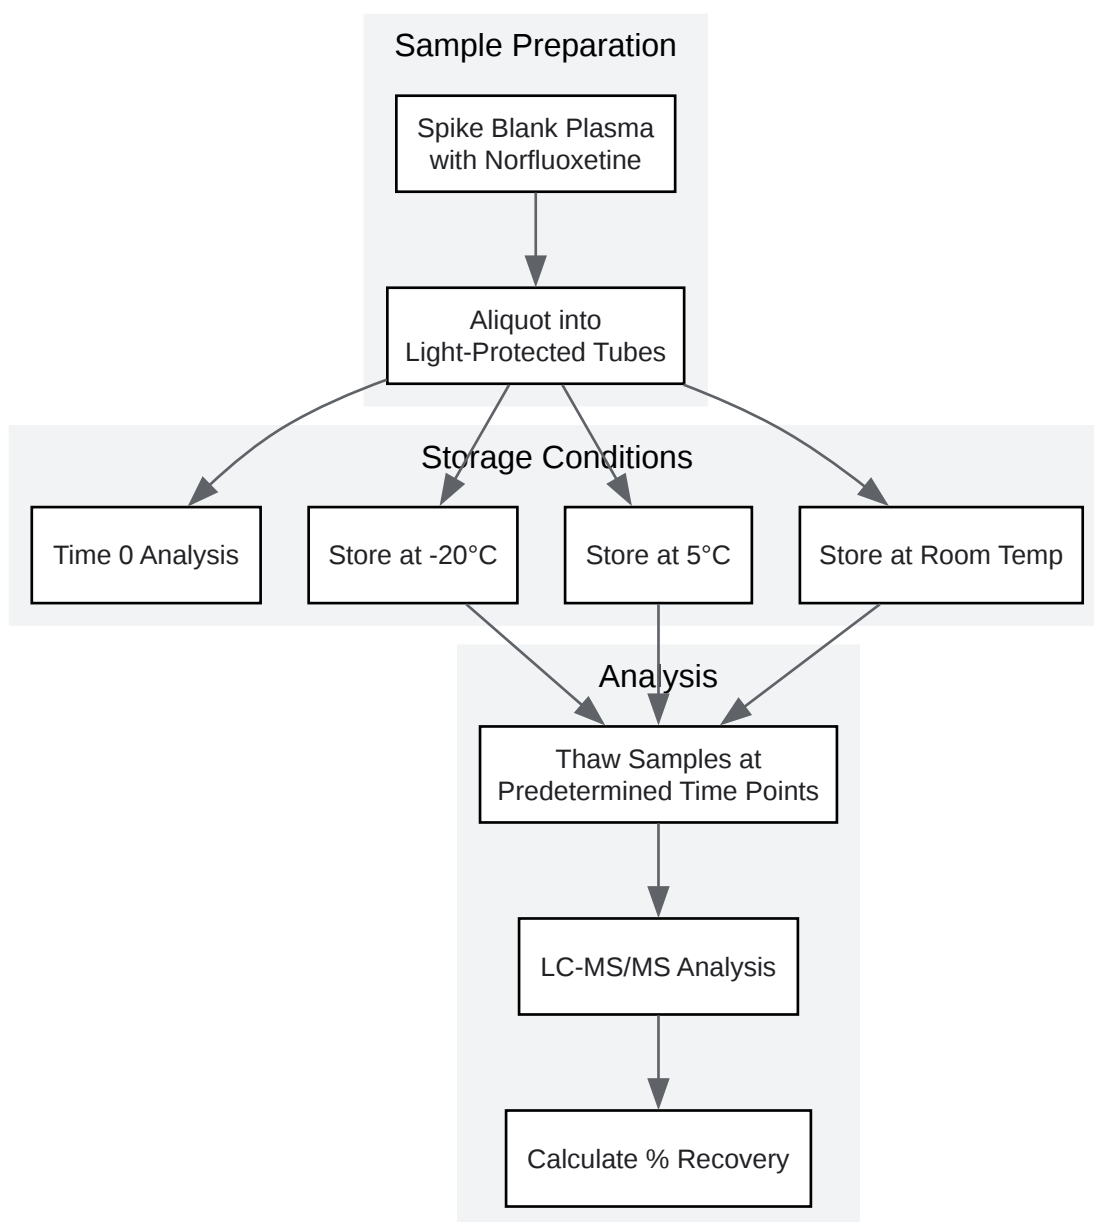 Sample Preparation
Spike Blank Plasma
with Norfluoxetine
Aliquot into
Light-Protected Tubes
Storage Conditions
Time 0 Analysis
Store at -20°C
Store at 5°C
Store at Room Temp
Analysis
Thaw Samples at
Predetermined Time Points
LC-MS/MS Analysis
Calculate % Recovery